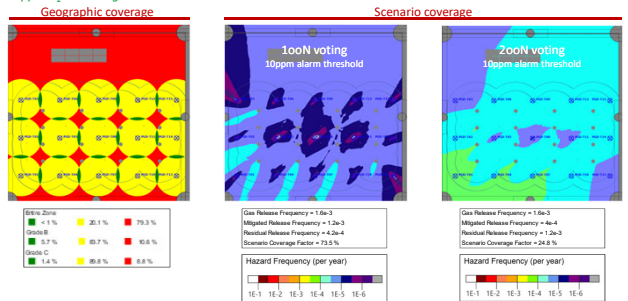 Geographic coverage
Scenario coverage
1ooN voting
10ppm alarm threshold
2ooN voting
10ppm alarm threshold
Entire Zone
< 1 % 20.1 % 79.3 %
Grade B
5.7 % 83.7 % 10.6 %
Grade C
1.4 % 89.8 % 8.8 %
Gas Release Frequency = 1.6e-3
Mitigated Release Frequency = 1.2e-3
Residual Release Frequency = 4.2e-4
Scenario Coverage Factor = 73.5 %
Hazard Frequency (per year)
1E-1 1E-2 1E-3 1E-4 1E-5 1E-6
Gas Release Frequency = 1.6e-3
Mitigated Release Frequency = 4e-4
Residual Release Frequency = 1.2e-3
Scenario Coverage Factor = 24.8 %
Hazard Frequency (per year)
1E-1 1E-2 1E-3 1E-4 1E-5 1E-6